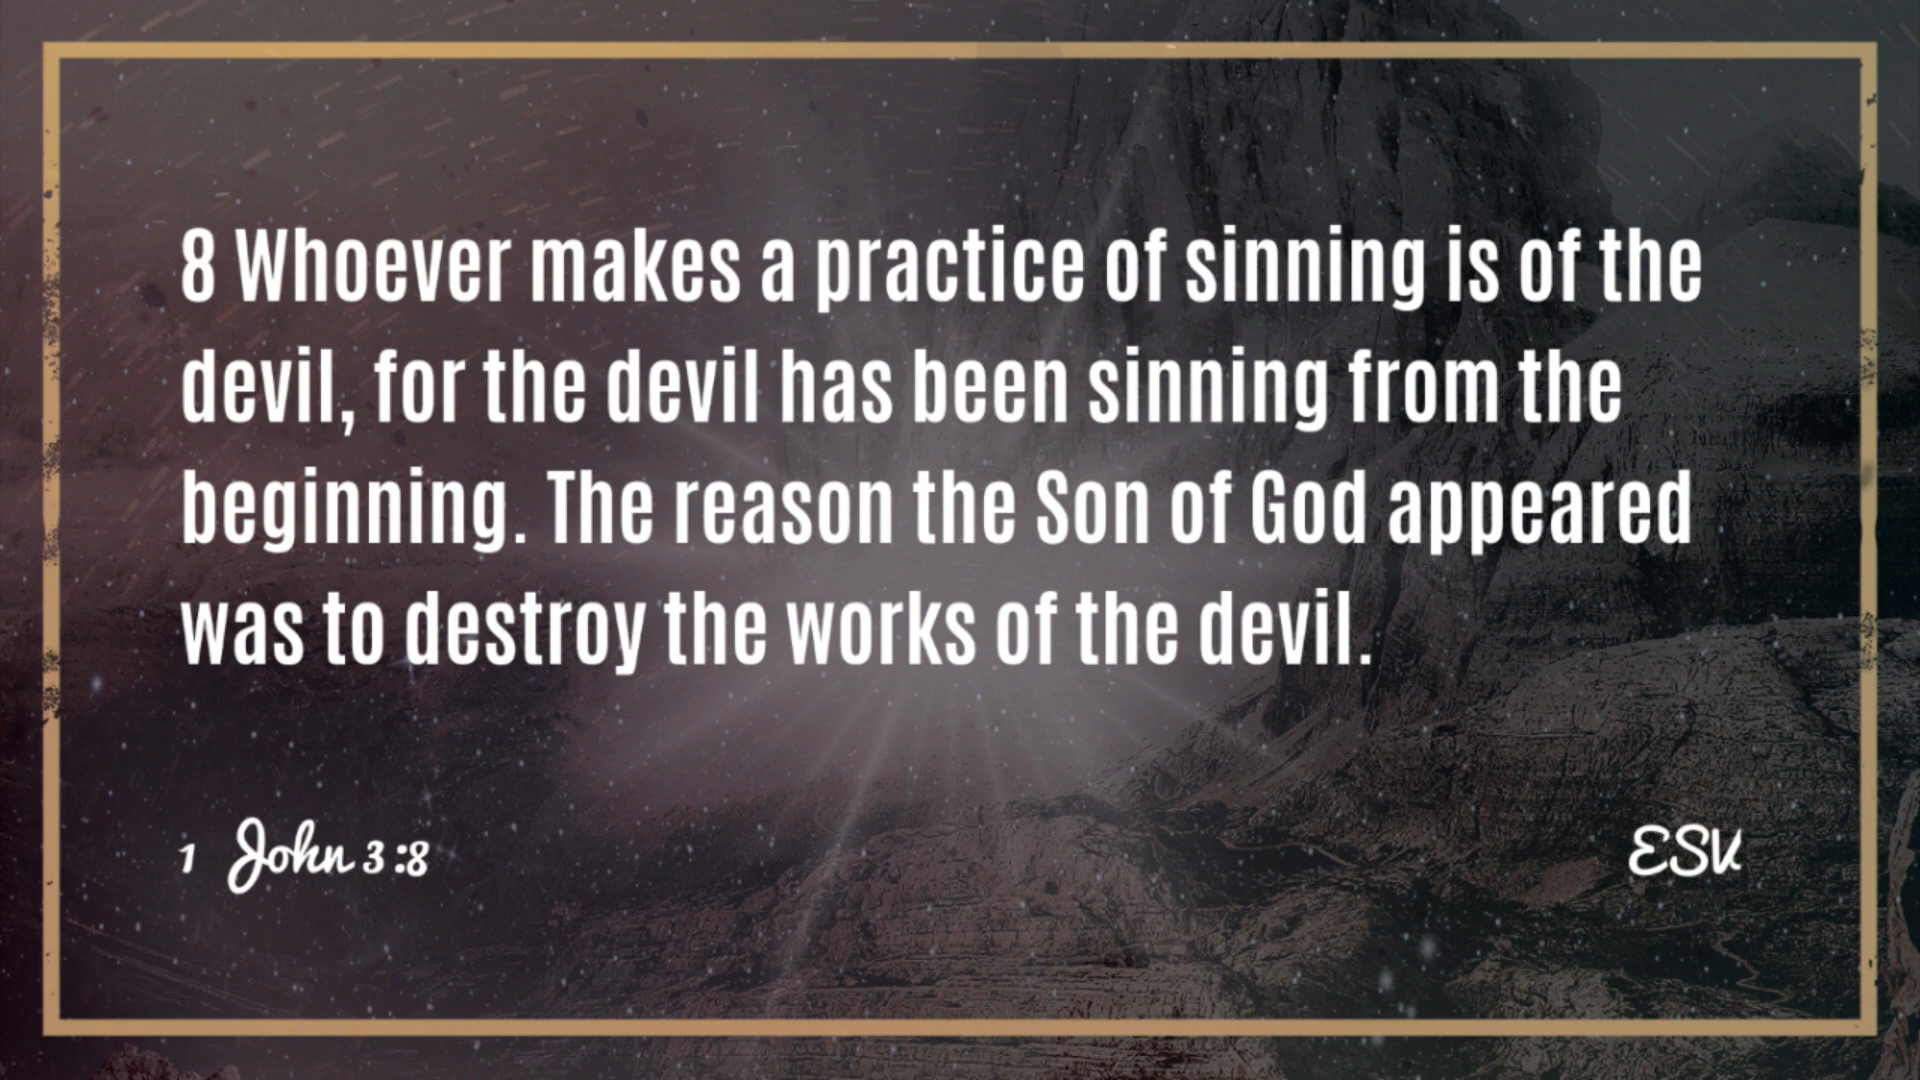 8 Whoever makes a practice of sinning is of the
devil, for the devil has been sinning from the
beginning. The reason the Son of God appeared
was to destroy the works of the devil.
1 John 3:8
ESV